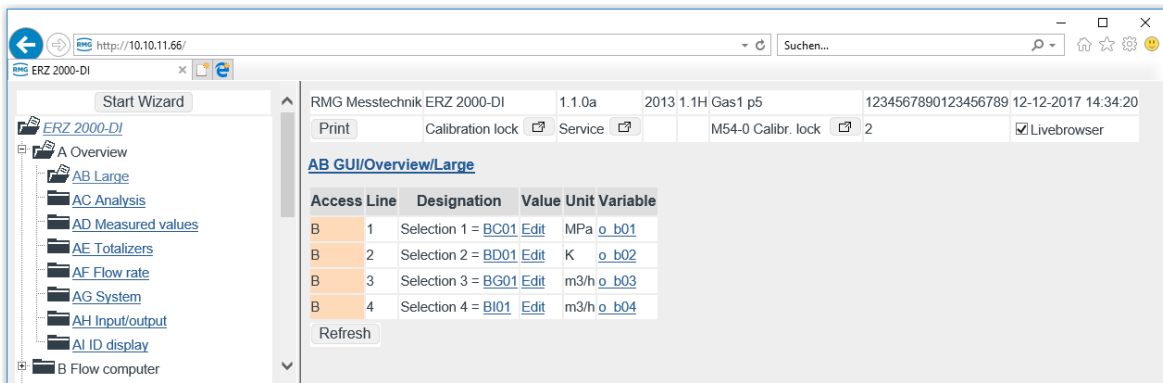 RMG http://10.10.11.66/
Suchen...
RMG ERZ 2000-DI
Start Wizard
ERZ 2000-DI
A Overview
AB Large
AC Analysis
AD Measured values
AE Totalizers
AF Flow rate
AG System
AH Input/output
AI ID display
B Flow computer
RMG Messtechnik ERZ 2000-DI 1.1.0a 2013 1.1H Gas1 p5 1234567890123456789 12-12-2017 14:34:20
Print Calibration lock Service M54-0 Calibr. lock 2 Livebrowser
AB GUI/Overview/Large
Access Line Designation Value Unit Variable
B 1 Selection 1 = BC01 Edit MPa o_b01
B 2 Selection 2 = BD01 Edit K o_b02
B 3 Selection 3 = BG01 Edit m3/h o_b03
B 4 Selection 4 = BI01 Edit m3/h o_b04
Refresh